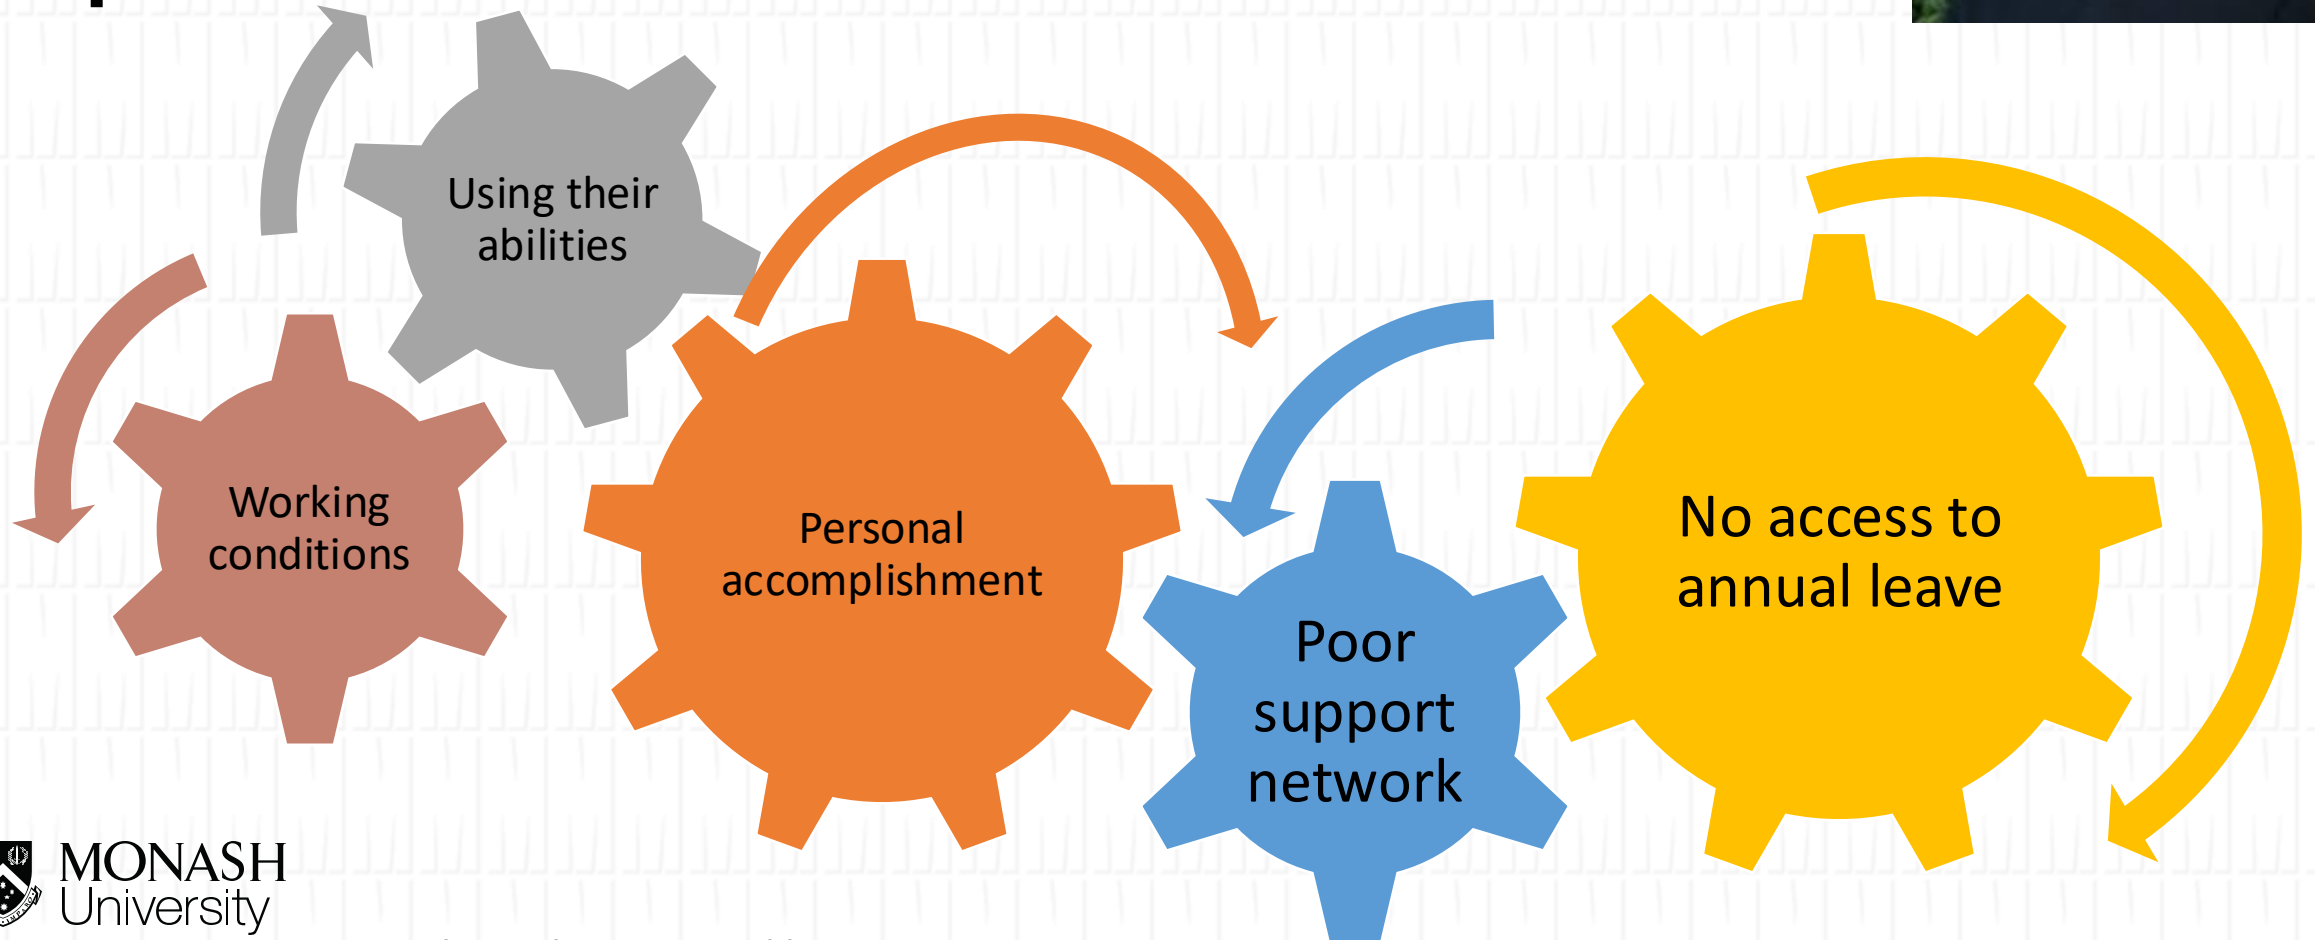 Using their
abilities
Working
conditions
Personal
accomplishment
Poor
support
network
No access to
annual leave
MONASH
University